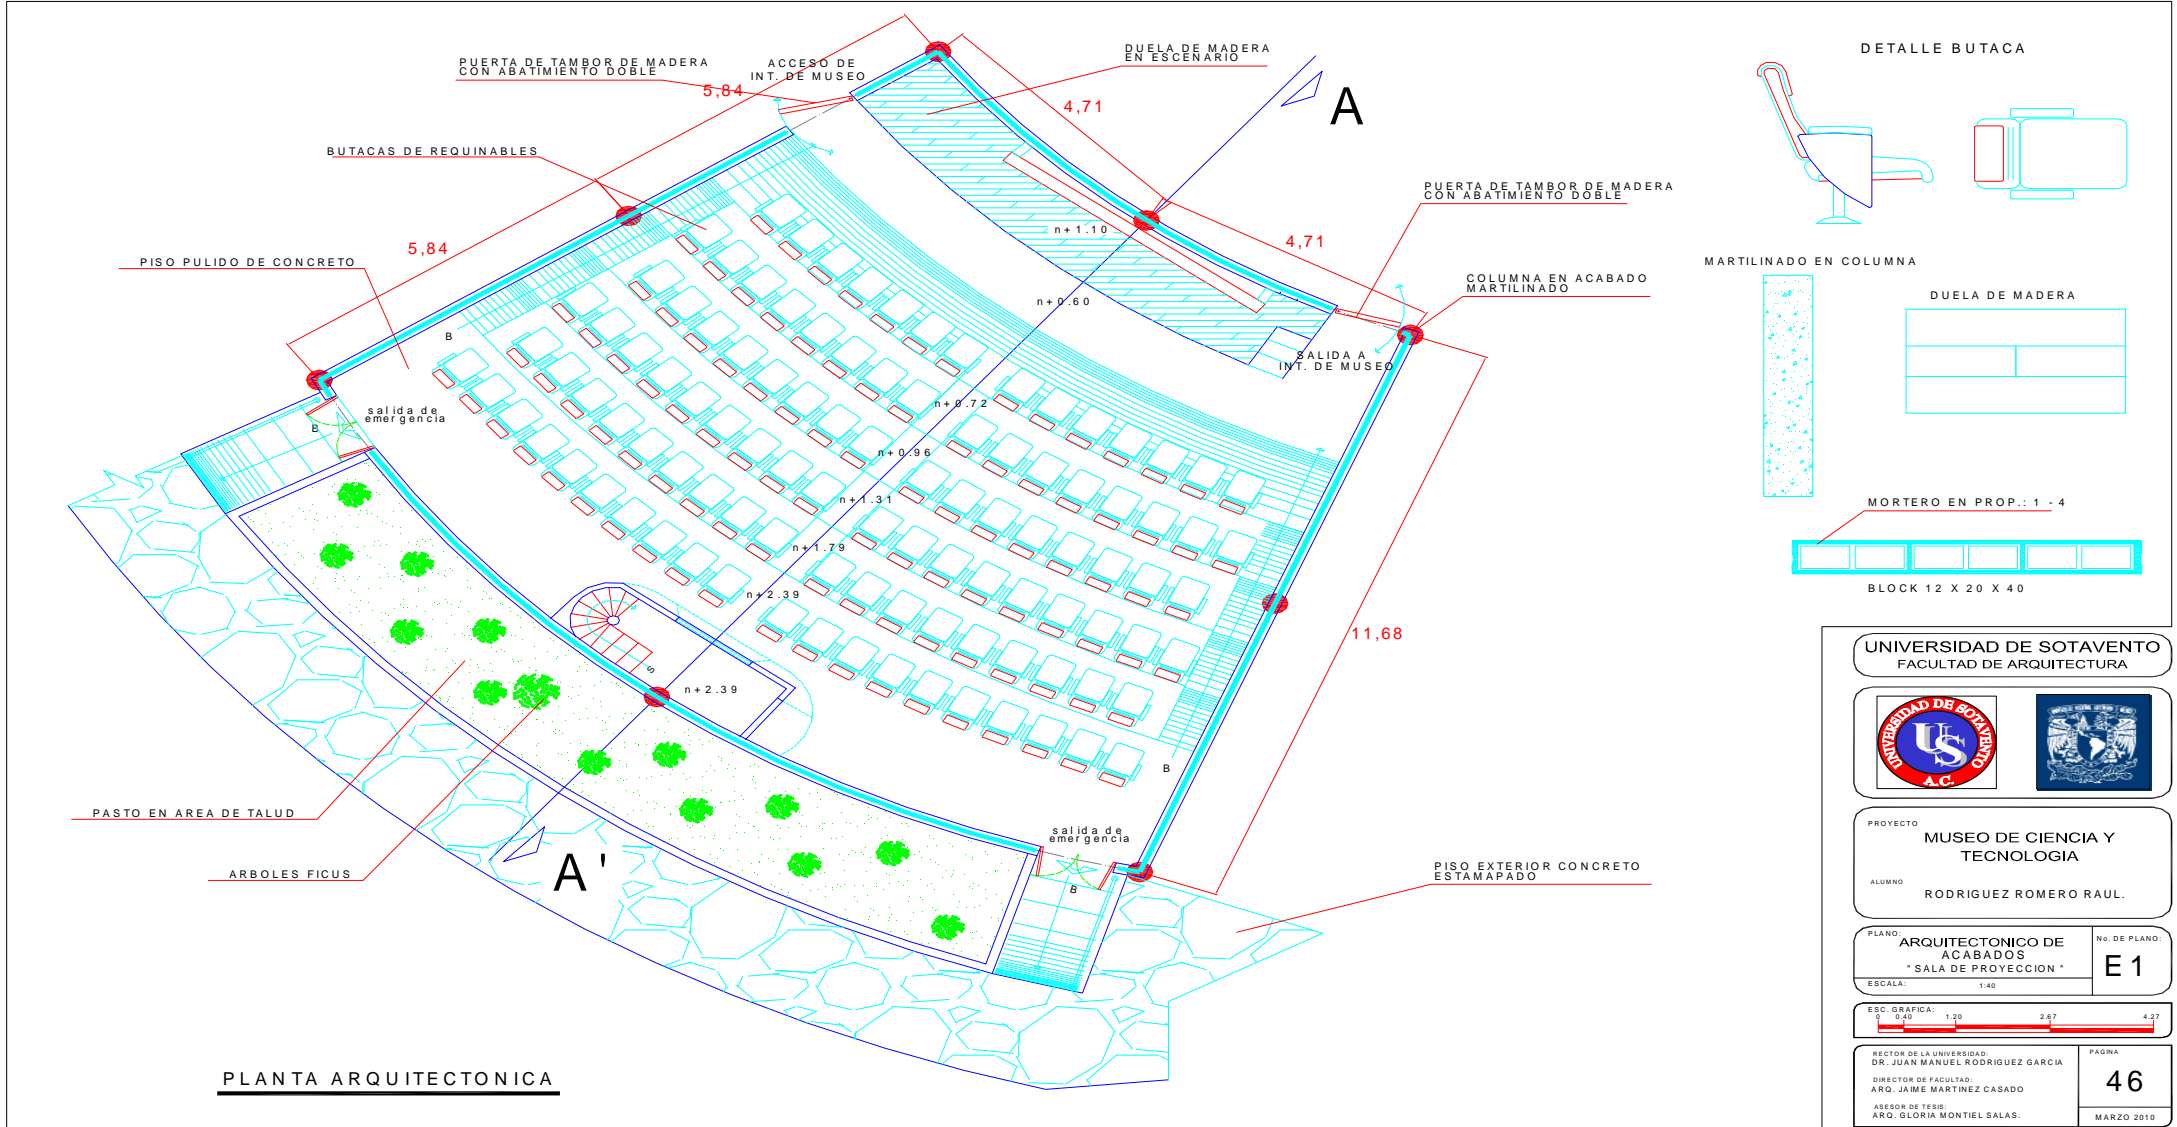 PUERTA DE TAMBOR DE MADERA
CON ABATIMIENTO DOBLE
ACCESO DE
INT. DE MUSEO
DUELA DE MADERA
EN ESCENARIO
5,84
4,71
A
BUTACAS DE REQUINABLES
PUERTA DE TAMBOR DE MADERA
CON ABATIMIENTO DOBLE
5,84
n+1.10
4,71
PISO PULIDO DE CONCRETO
COLUMNA EN ACABADO
MARTILINADO
n+0.60
B
SALIDA A
INT. DE MUSEO
salida de
emergencia
B
n+0.72
n+0.96
n+1.31
n+1.79
n+2.39
11,68
S
n+2.39
B
PASTO EN AREA DE TALUD
salida de
emergencia
A'
ARBOLES FICUS
B
PISO EXTERIOR CONCRETO
ESTAMAPADO
PLANTA ARQUITECTONICA
DETALLE BUTACA
MARTILINADO EN COLUMNA
DUELA DE MADERA
MORTERO EN PROP.: 1 - 4
BLOCK 12 X 20 X 40
UNIVERSIDAD DE SOTAVENTO
FACULTAD DE ARQUITECTURA
UNIVERSIDAD DE SOTAVENTO
US
A.C.
PROYECTO
MUSEO DE CIENCIA Y
TECNOLOGIA
ALUMNO
RODRIGUEZ ROMERO RAUL.
PLANO:
ARQUITECTONICO DE
ACABADOS
"SALA DE PROYECCION"
No. DE PLANO:
E1
ESCALA:
1:40
ESC. GRAFICA:
0 0.40 1.20 2.67 4.27
RECTOR DE LA UNIVERSIDAD:
DR. JUAN MANUEL RODRIGUEZ GARCIA
DIRECTOR DE FACULTAD:
ARQ. JAIME MARTINEZ CASADO
ASESOR DE TESIS:
ARQ. GLORIA MONTIEL SALAS.
PAGINA
46
MARZO 2010